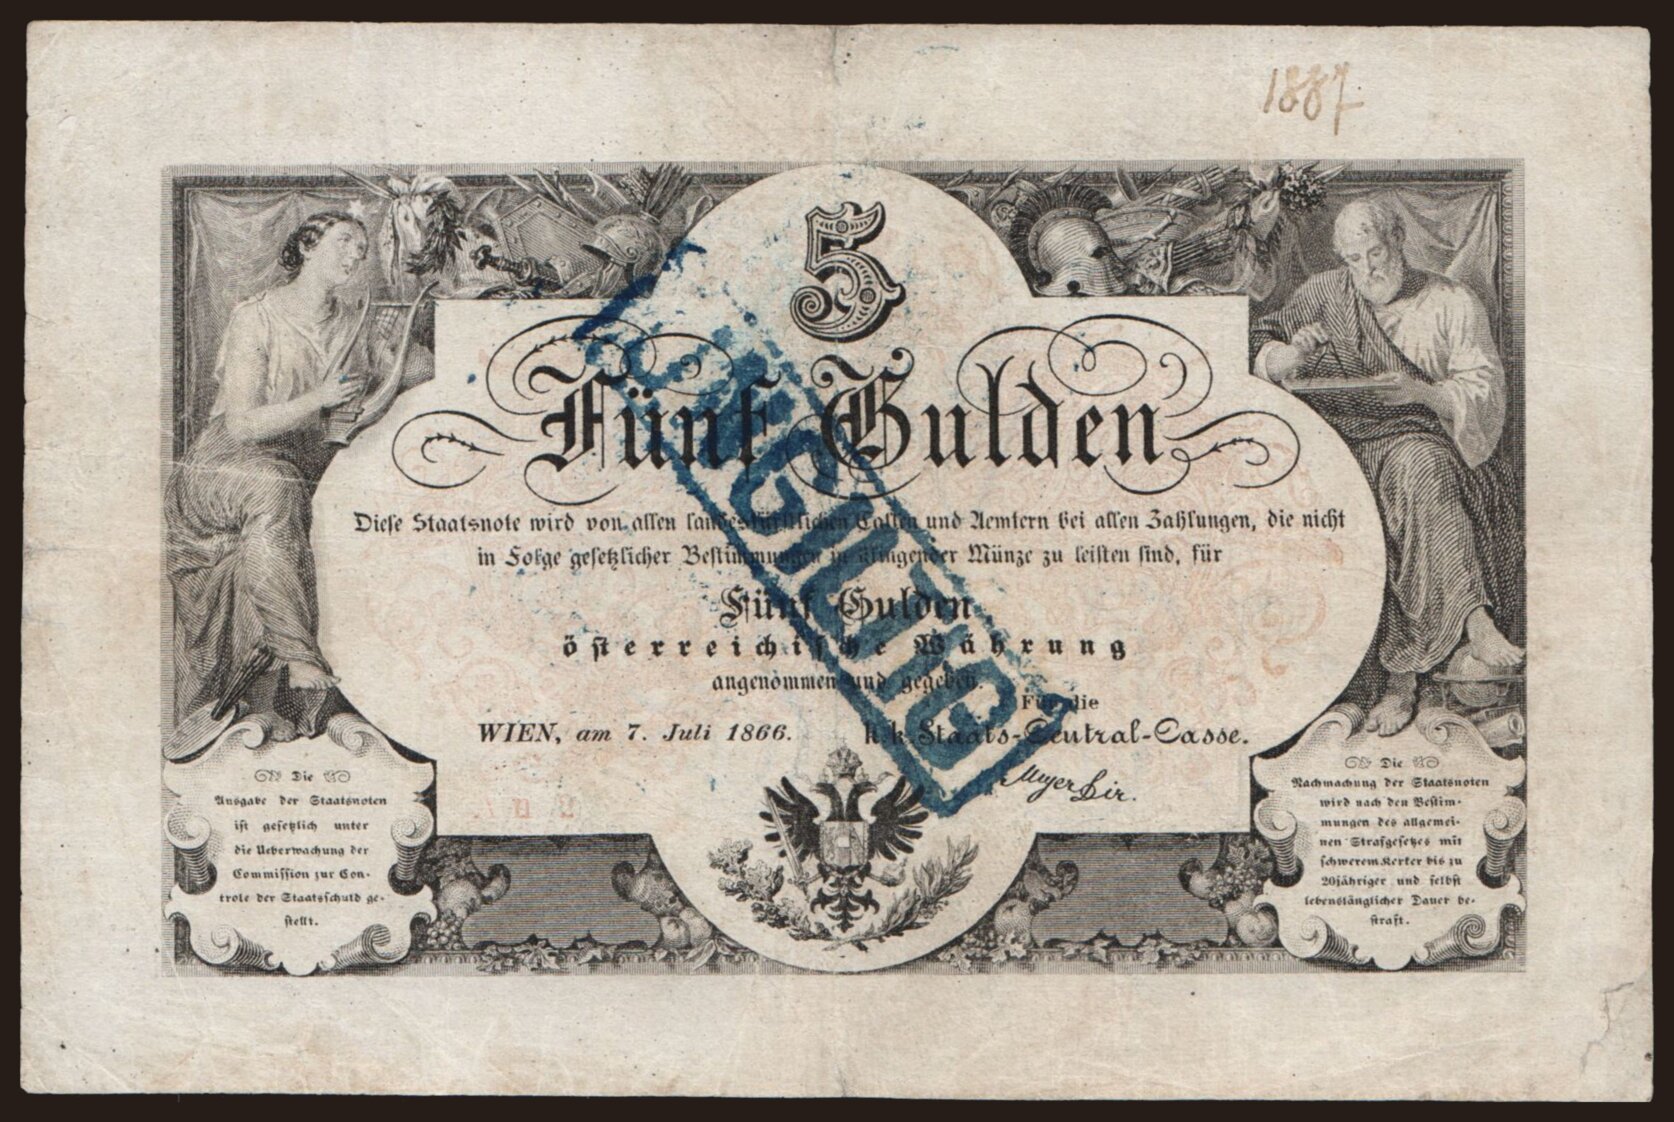 1887
5
Fünf Gulden
Diese Staatsnote wird von allen landesfürstlichen Cassen und Aemtern bei allen Zahlungen, die nicht
in Folge gesetzlicher Bestimmungen in klingender Münze zu leisten sind, für
Fünf Gulden
österreichische Währung
angenommen und gegeben.
Für die
WIEN, am 7. Juli 1866.
k.k. Staats-Central-Casse.
Die
Ausgabe der Staatsnoten
ist gesetzlich unter
die Ueberwachung der
Commission zur Con-
trole der Staatsschuld ge-
stellt.
Die
Nachmachung der Staatsnoten
wird nach den Bestim-
mungen des allgemei-
nen Strafgesetzes mit
schwerem Kerker bis zu
20jähriger und selbst
lebenslänglicher Dauer be-
straft.